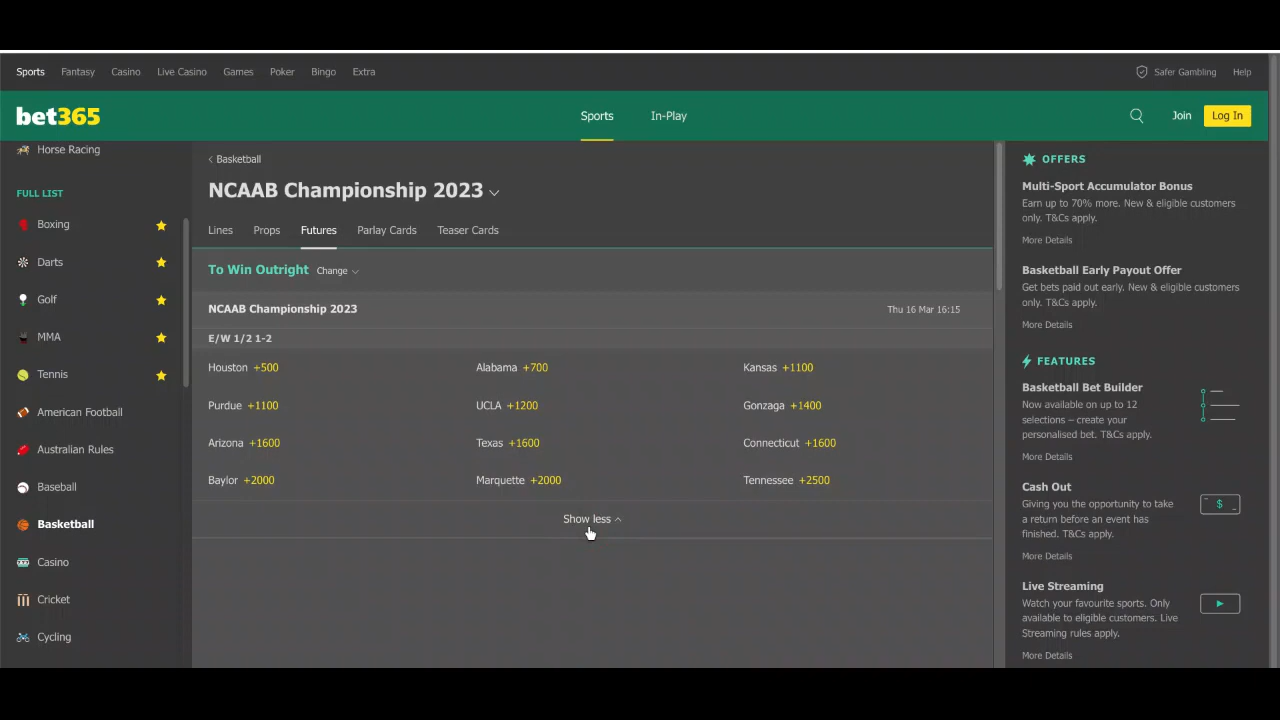 Sports Fantasy Casino Live Casino Games Poker Bingo Extra Safer Gambling Help
bet365 Sports In-Play Join Log In
Horse Racing
FULL LIST
Boxing
Darts
Golf
MMA
Tennis
American Football
Australian Rules
Baseball
Basketball
Casino
Cricket
Cycling
Basketball
NCAAB Championship 2023
Lines Props Futures Parlay Cards Teaser Cards
To Win Outright Change
NCAAB Championship 2023 Thu 16 Mar 16:15
E/W 1/2 1-2
Houston +500 Alabama +700 Kansas +1100
Purdue +1100 UCLA +1200 Gonzaga +1400
Arizona +1600 Texas +1600 Connecticut +1600
Baylor +2000 Marquette +2000 Tennessee +2500
Show less
OFFERS
Multi-Sport Accumulator Bonus
Earn up to 70% more. New & eligible customers
only. T&Cs apply.
More Details
Basketball Early Payout Offer
Get bets paid out early. New & eligible customers
only. T&Cs apply.
More Details
FEATURES
Basketball Bet Builder
Now available on up to 12
selections – create your
personalised bet. T&Cs apply.
More Details
Cash Out
Giving you the opportunity to take
a return before an event has
finished. T&Cs apply.
$
More Details
Live Streaming
Watch your favourite sports. Only
available to eligible customers. Live
Streaming rules apply.
More Details